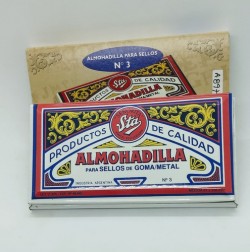 ALMOHADILLA PARA SELLOS
Nº 3
PRODUCTOS Sta DE CALIDAD
ALMOHADILLA
PARA SELLOS DE GOMA/METAL
INDUSTRIA ARGENTINA
Nº 3